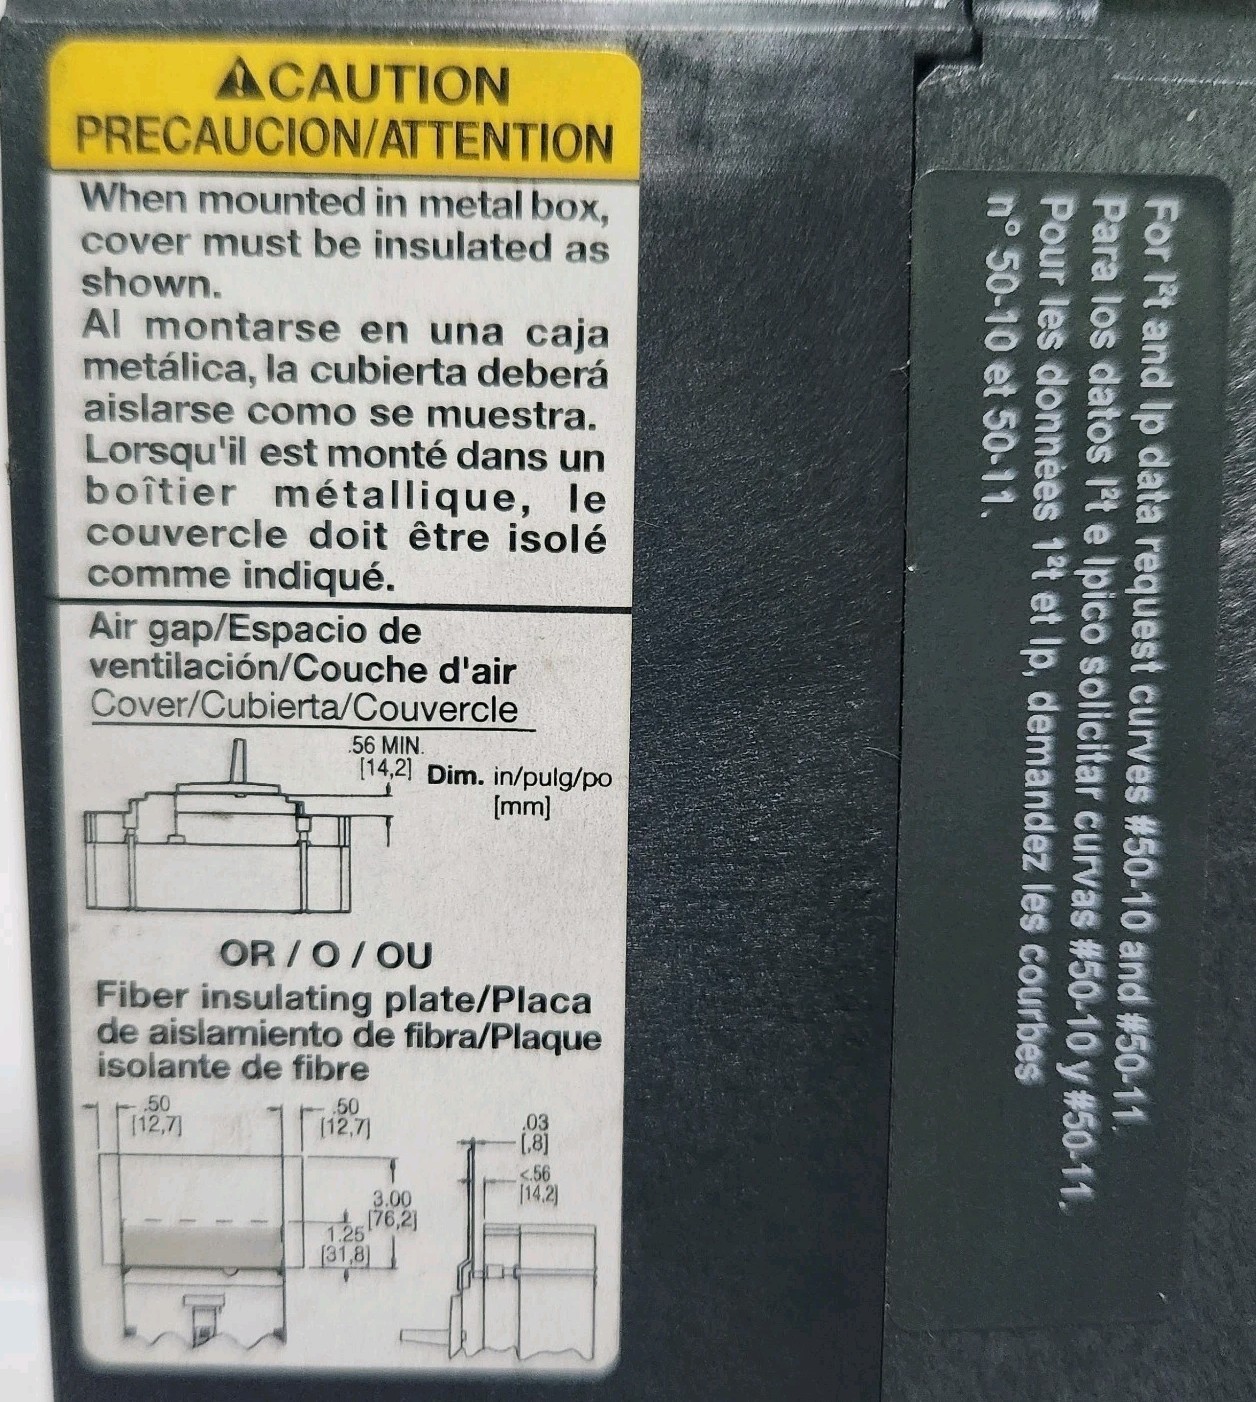 ⚠CAUTION
PRECAUCION/ATTENTION
When mounted in metal box,
cover must be insulated as
shown.
Al montarse en una caja
metálica, la cubierta deberá
aislarse como se muestra.
Lorsqu'il est monté dans un
boîtier métallique, le
couvercle doit être isolé
comme indiqué.
Air gap/Espacio de
ventilación/Couche d'air
Cover/Cubierta/Couvercle
.56 MIN.
[14,2] Dim. in/pulg/po
[mm]
OR / O / OU
Fiber insulating plate/Placa
de aislamiento de fibra/Plaque
isolante de fibre
.50
[12,7]
.50
[12,7]
.03
[,8]
<.56
[14,2]
3.00
[76,2]
1.25
[31,8]
For I²t and Ip data request curves #50-10 and #50-11.
Para los datos I²t e Ipico solicitar curvas #50-10 y #50-11.
Pour les données 1²t et Ip, demandez les courbes
n° 50-10 et 50-11.